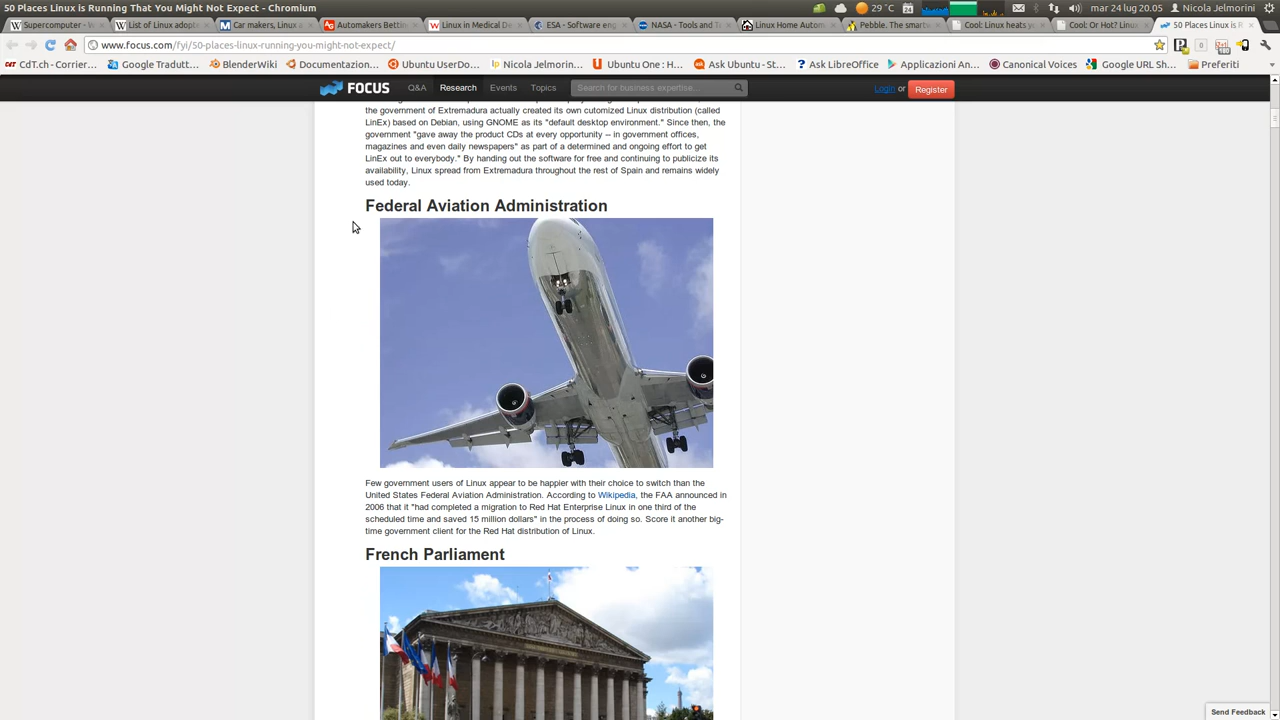 50 Places Linux is Running That You Might Not Expect - Chromium
29 °C
mar 24 lug 20.05
Nicola Jelmorini
Supercomputer - W
List of Linux adopt
Car makers, Linux a
Automakers Bettin
Linux in Medical De
ESA - Software eng
NASA - Tools and T
Linux Home Autom
Pebble. The smart
Cool: Linux heats y
Cool: Or Hot? Linux
50 Places Linux is R
www.focus.com/fyi/50-places-linux-running-you-might-not-expect/
CdT.ch - Corrier...
Google Tradutt...
BlenderWiki
Documentazion...
Ubuntu UserDo...
Nicola Jelmorin...
Ubuntu One : H...
Ask Ubuntu - St...
Ask LibreOffice
Applicazioni An...
Canonical Voices
Google URL Sh...
Preferiti
FOCUS
Q&A
Research
Events
Topics
Search for business expertise...
Login or
Register
the government of Extremadura actually created its own cutomized Linux distribution (called
LinEx) based on Debian, using GNOME as its "default desktop environment." Since then, the
government "gave away the product CDs at every opportunity -- in government offices,
magazines and even daily newspapers" as part of a determined and ongoing effort to get
LinEx out to everybody." By handing out the software for free and continuing to publicize its
availability, Linux spread from Extremadura throughout the rest of Spain and remains widely
used today.
Federal Aviation Administration
Few government users of Linux appear to be happier with their choice to switch than the
United States Federal Aviation Administration. According to Wikipedia, the FAA announced in
2006 that it "had completed a migration to Red Hat Enterprise Linux in one third of the
scheduled time and saved 15 million dollars" in the process of doing so. Score it another big-
time government client for the Red Hat distribution of Linux.
French Parliament
Send Feedback